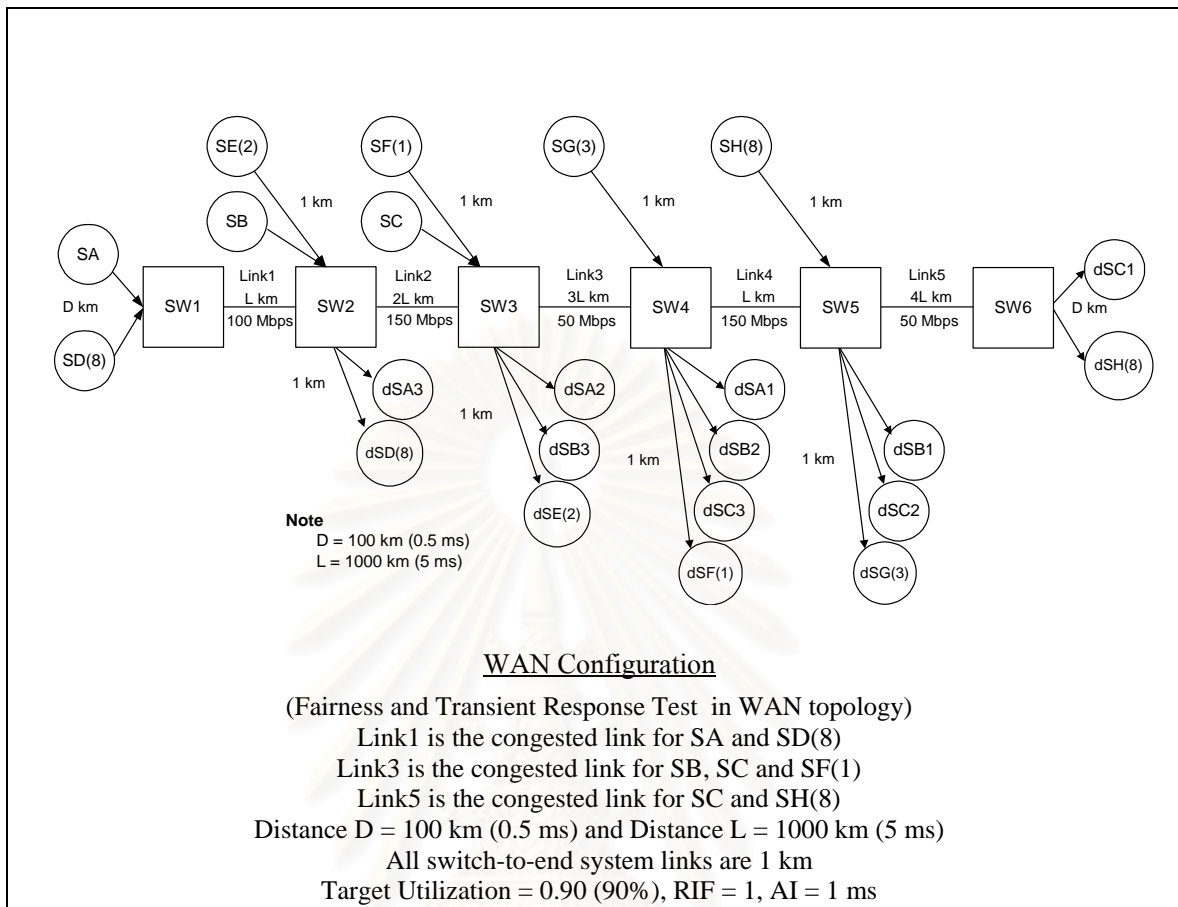 SE(2)
SF(1)
SG(3)
SH(8)
1 km
1 km
1 km
1 km
SB
SC
SA
dSC1
Link1
Link2
Link3
Link4
Link5
D km
SW1
L km
SW2
2L km
SW3
3L km
SW4
L km
SW5
4L km
SW6
D km
100 Mbps
150 Mbps
50 Mbps
150 Mbps
50 Mbps
SD(8)
dSH(8)
1 km
dSA3
1 km
dSA2
dSA1
dSD(8)
dSB3
1 km
dSB2
1 km
dSB1
dSE(2)
dSC3
dSC2
dSF(1)
dSG(3)
Note
D = 100 km (0.5 ms)
L = 1000 km (5 ms)
WAN Configuration
(Fairness and Transient Response Test in WAN topology)
Link1 is the congested link for SA and SD(8)
Link3 is the congested link for SB, SC and SF(1)
Link5 is the congested link for SC and SH(8)
Distance D = 100 km (0.5 ms) and Distance L = 1000 km (5 ms)
All switch-to-end system links are 1 km
Target Utilization = 0.90 (90%), RIF = 1, AI = 1 ms